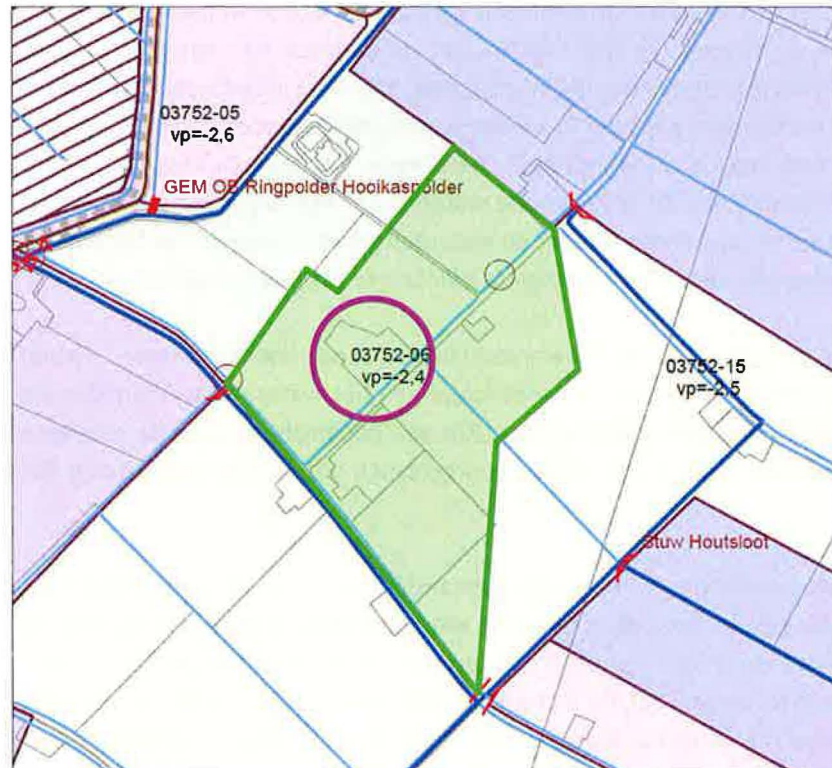 03752-05
vp=-2,6
GEM OB Ringpolder Hooikaspolder
03752-06
vp=-2,4
03752-15
vp=-2,5
Stuw Houtsloot